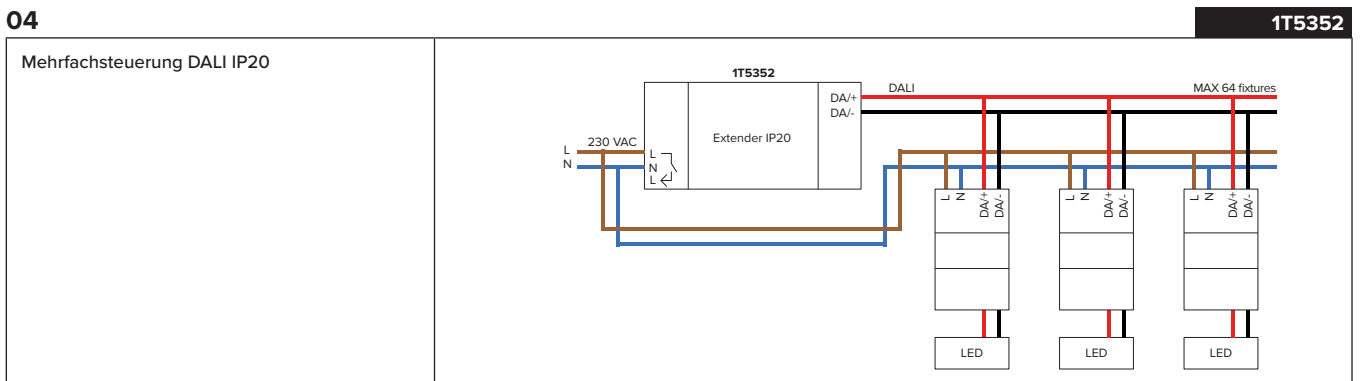 04
1T5352
Mehrfachsteuerung DALI IP20
1T5352
DA/+
DA/-
DALI
MAX 64 fixtures
Extender IP20
230 VAC
L
N
L
N
L
L N DA/+ DA/-
L N DA/+ DA/-
L N DA/+ DA/-
LED
LED
LED